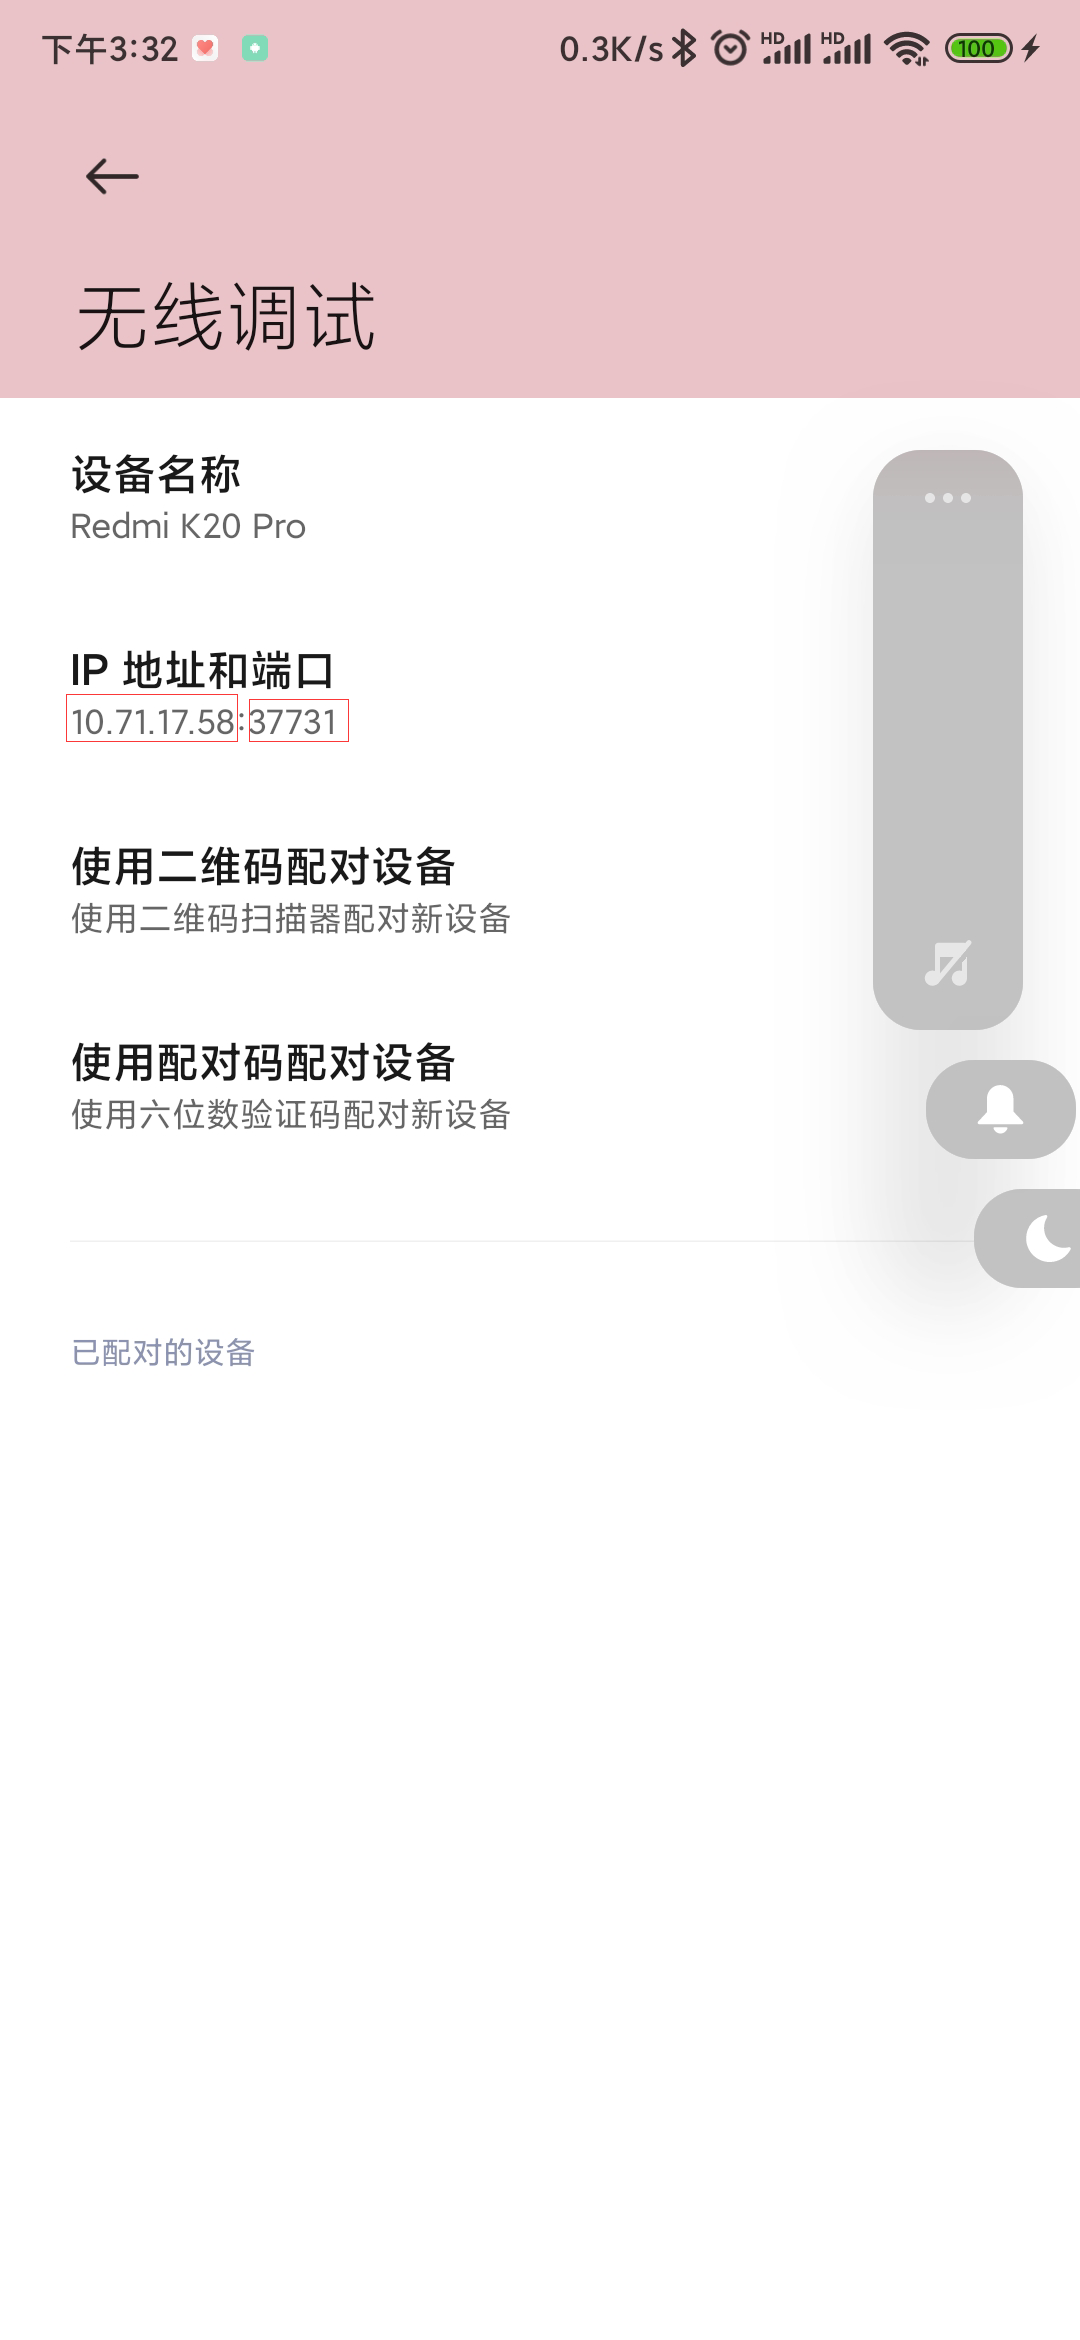 下午3:32
0.3K/s HD HD 100
无线调试
设备名称
Redmi K20 Pro
IP 地址和端口
10.71.17.58:37731
使用二维码配对设备
使用二维码扫描器配对新设备
使用配对码配对设备
使用六位数验证码配对新设备
已配对的设备